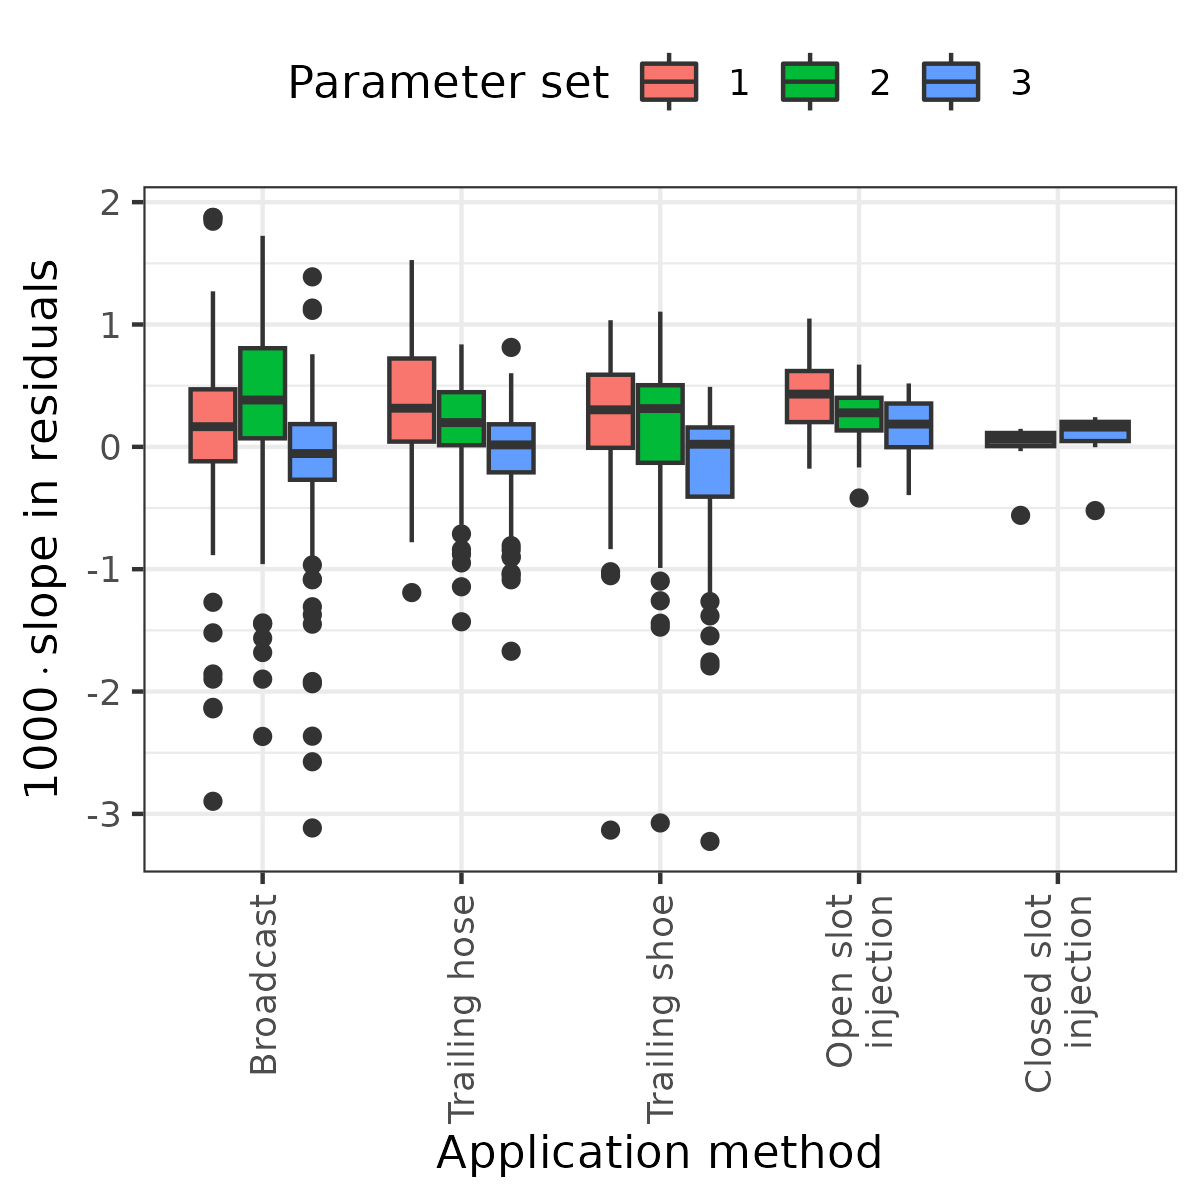 Parameter set 1 2 3
1000·slope in residuals
2
1
0
-1
-2
-3
Broadcast
Trailing hose
Trailing shoe
Open slot
injection
Closed slot
injection
Application method